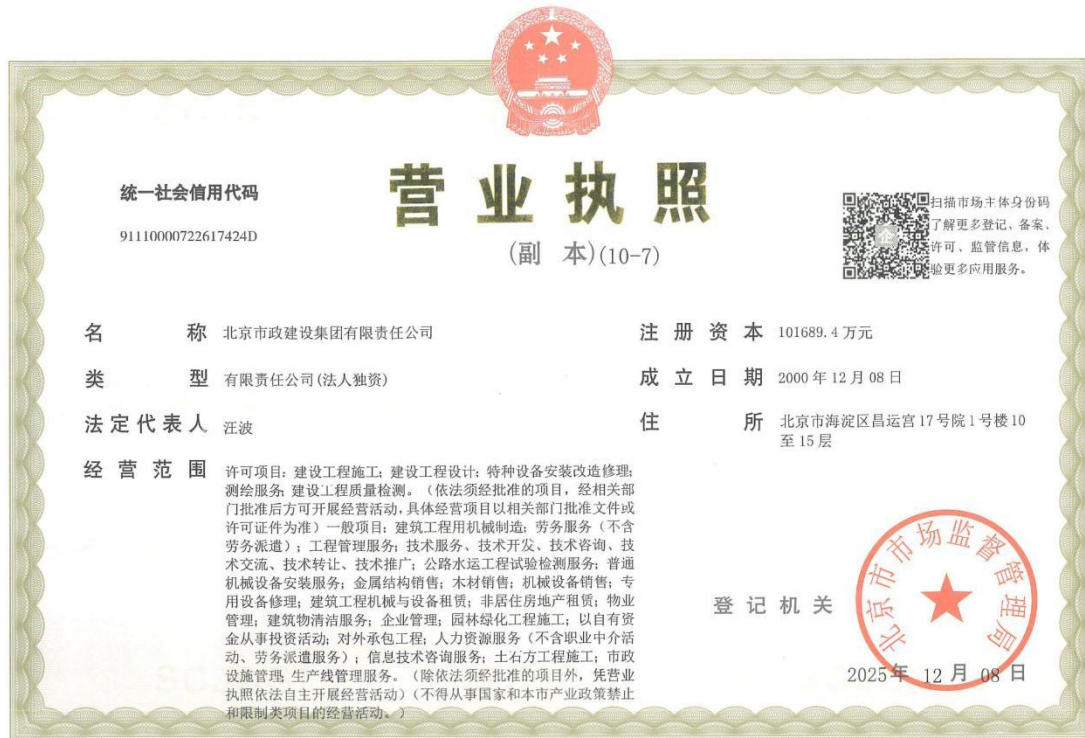 统一社会信用代码
91110000722617424D
营业执照
(副 本)(10-7)
扫描市场主体身份码
了解更多登记、备案、
许可、监管信息，体
验更多应用服务。
名 称 北京市政建设集团有限责任公司
类 型 有限责任公司(法人独资)
法定代表人 汪波
经营范围 许可项目：建设工程施工；建设工程设计；特种设备安装改造修理；
测绘服务；建设工程质量检测。（依法须经批准的项目，经相关部
门批准后方可开展经营活动，具体经营项目以相关部门批准文件或
许可证件为准）一般项目：建筑工程用机械制造；劳务服务（不含
劳务派遣）；工程管理服务；技术服务、技术开发、技术咨询、技
术交流、技术转让、技术推广；公路水运工程试验检测服务；普通
机械设备安装服务；金属结构销售；木材销售；机械设备销售；专
用设备修理；建筑工程机械与设备租赁；非居住房地产租赁；物业
管理；建筑物清洁服务；企业管理；园林绿化工程施工；以自有资
金从事投资活动；对外承包工程；人力资源服务（不含职业中介活
动、劳务派遣服务）；信息技术咨询服务；土石方工程施工；市政
设施管理；生产线管理服务。（除依法须经批准的项目外，凭营业
执照依法自主开展经营活动）（不得从事国家和本市产业政策禁止
和限制类项目的经营活动。）
注册资本 101689.4万元
成立日期 2000年12月08日
住 所 北京市海淀区昌运宫17号院1号楼10
至15层
登记机关
北京市市场监督管理局
2025年 12月 08日